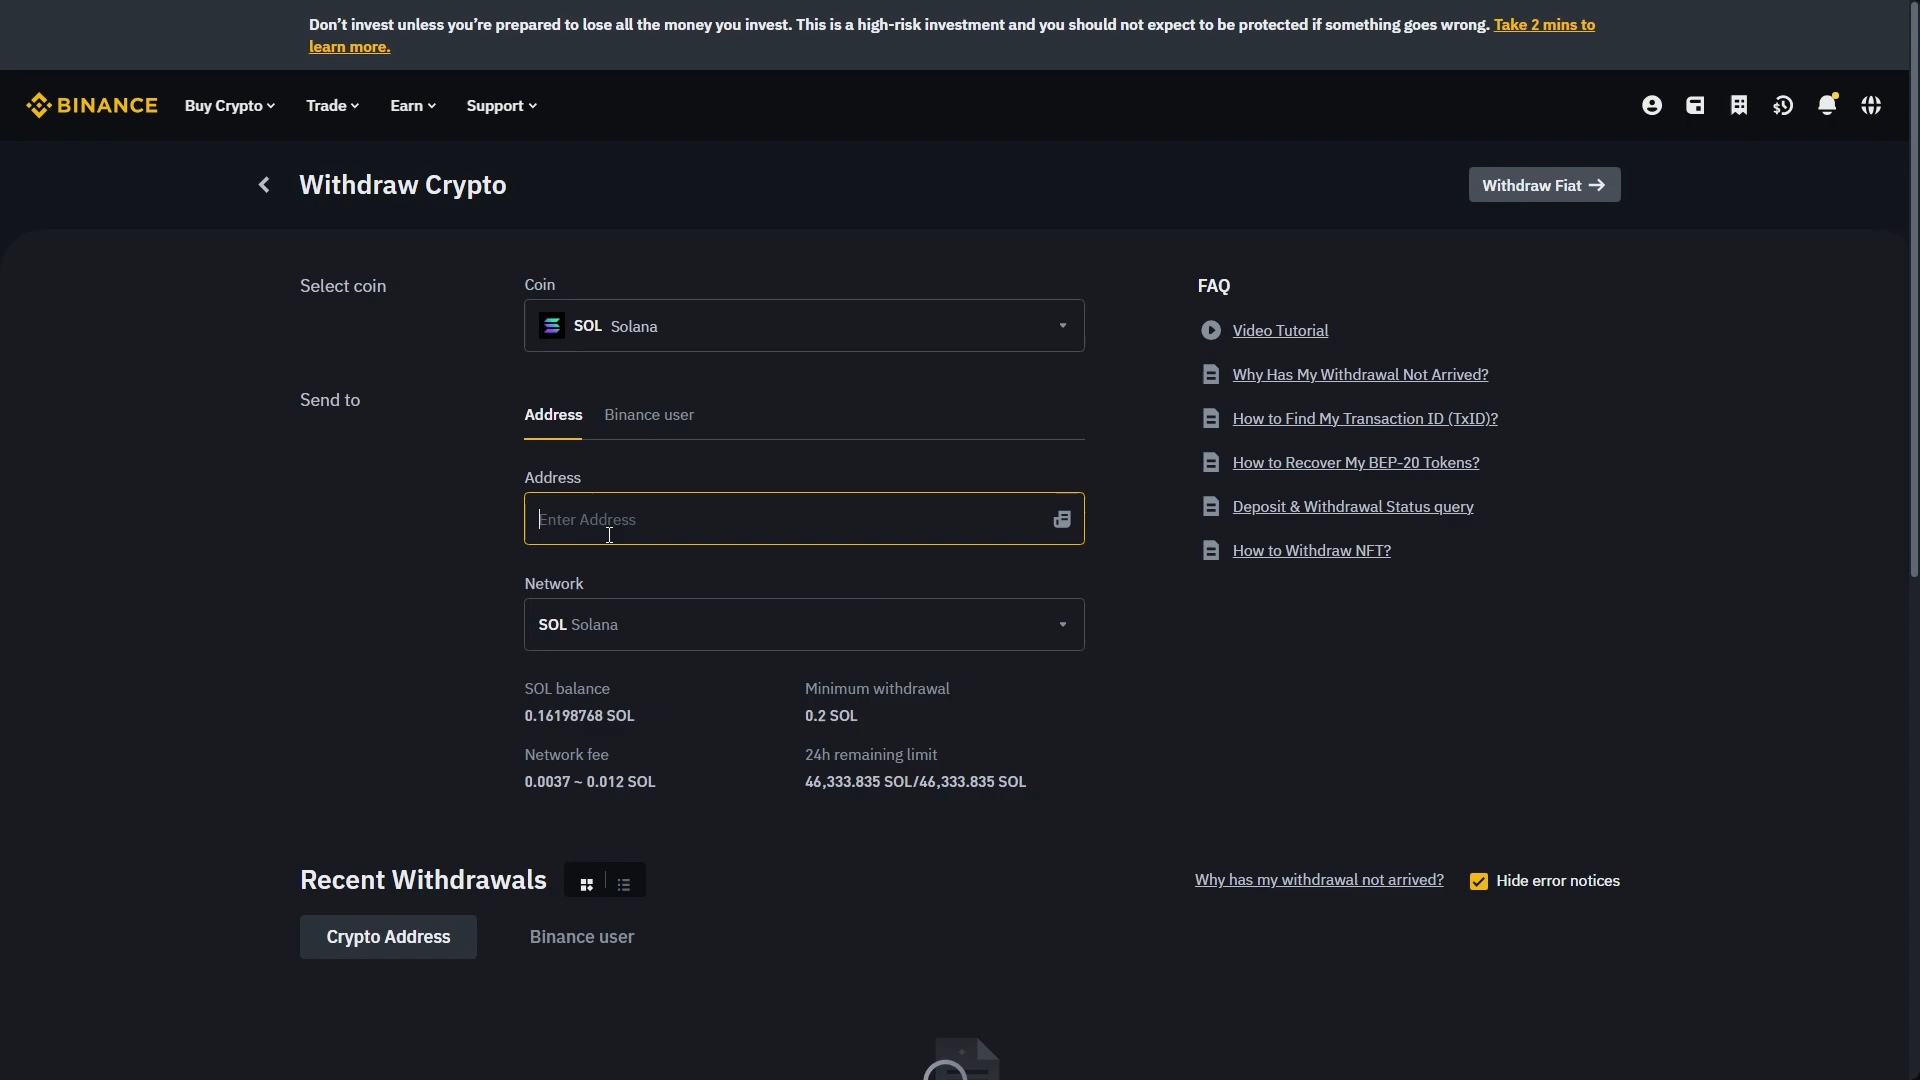 Don't invest unless you're prepared to lose all the money you invest. This is a high-risk investment and you should not expect to be protected if something goes wrong. Take 2 mins to
learn more.
BINANCE
Buy Crypto
Trade
Earn
Support
Withdraw Crypto
Withdraw Fiat →
Select coin
Coin
SOL Solana
Send to
Address
Binance user
Address
Enter Address
Network
SOL Solana
SOL balance
0.16198768 SOL
Minimum withdrawal
0.2 SOL
Network fee
0.0037 ~ 0.012 SOL
24h remaining limit
46,333.835 SOL/46,333.835 SOL
FAQ
Video Tutorial
Why Has My Withdrawal Not Arrived?
How to Find My Transaction ID (TxID)?
How to Recover My BEP-20 Tokens?
Deposit & Withdrawal Status query
How to Withdraw NFT?
Recent Withdrawals
Why has my withdrawal not arrived?
Hide error notices
Crypto Address
Binance user